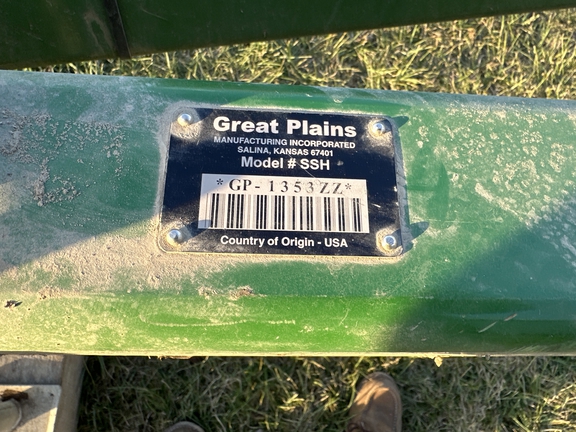 Great Plains
MANUFACTURING INCORPORATED
SALINA, KANSAS 67401
Model # SSH
*GP-1353ZZ*
Country of Origin - USA